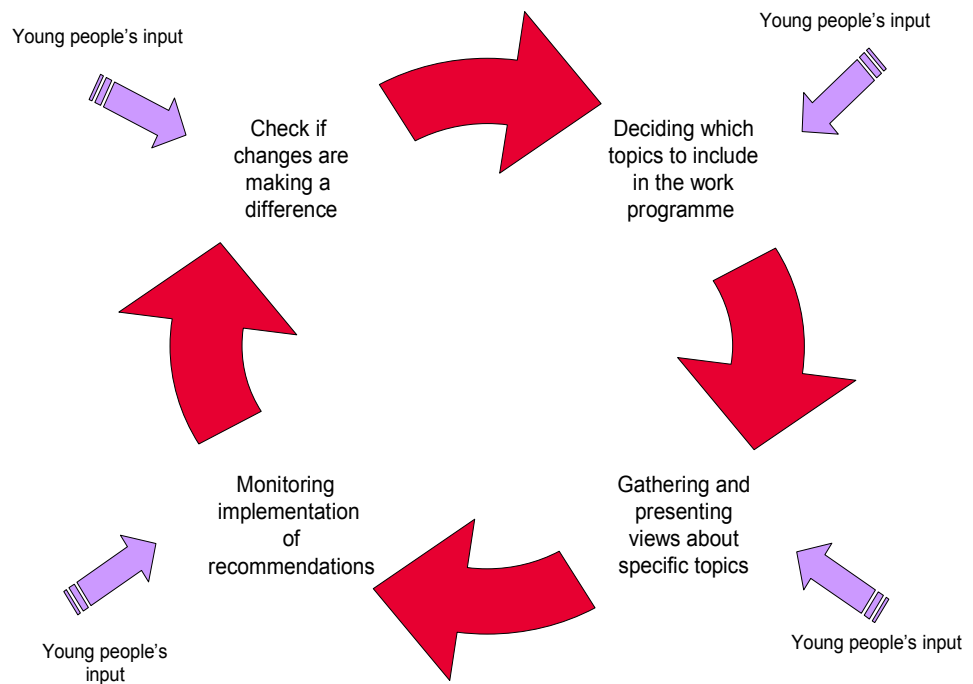 Young people’s input
Young people’s input
Check if
changes are
making a
difference
Deciding which
topics to include
in the work
programme
Monitoring
implementation
of
recommendations
Gathering and
presenting
views about
specific topics
Young people’s
input
Young people’s input